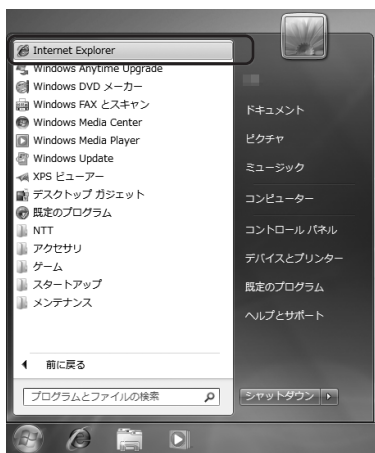 Internet Explorer
Windows Anytime Upgrade
Windows DVD メーカー
Windows FAX とスキャン
Windows Media Center
Windows Media Player
Windows Update
XPS ビューアー
デスクトップ ガジェット
既定のプログラム
NTT
アクセサリ
ゲーム
スタートアップ
メンテナンス
前に戻る
プログラムとファイルの検索
ドキュメント
ピクチャ
ミュージック
コンピューター
コントロール パネル
デバイスとプリンター
既定のプログラム
ヘルプとサポート
シャットダウン